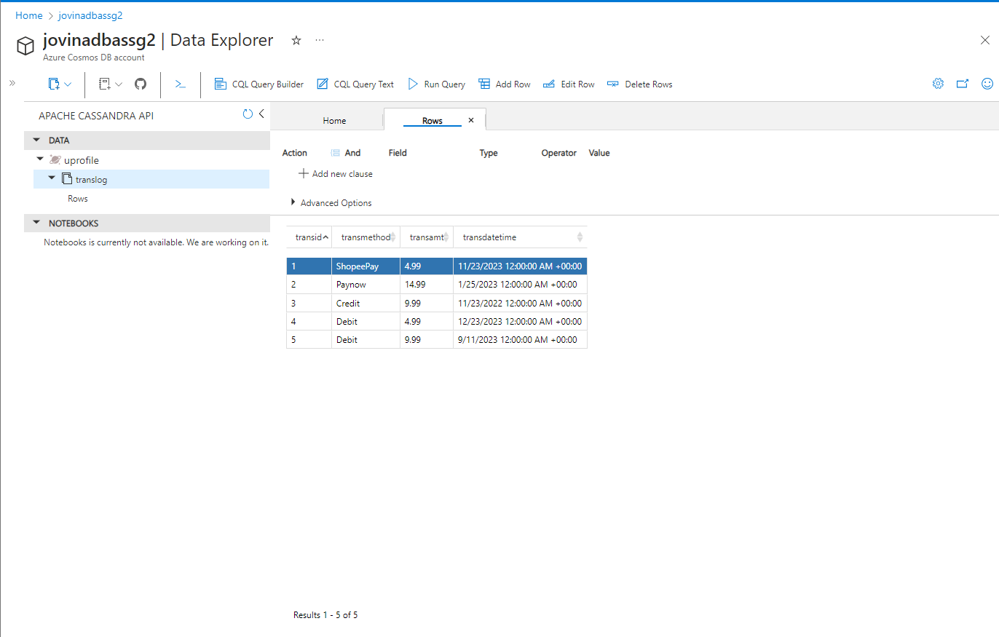 Home > jovinadbassg2
jovinadbassg2 | Data Explorer
Azure Cosmos DB account
CQL Query Builder CQL Query Text Run Query Add Row Edit Row Delete Rows
APACHE CASSANDRA API
DATA
uprofile
translog
Rows
NOTEBOOKS
Notebooks is currently not available. We are working on it.
Home Rows
Action And Field Type Operator Value
Add new clause
Advanced Options
transid transmethod transamt transdatetime
1 ShopeePay 4.99 11/23/2023 12:00:00 AM +00:00
2 Paynow 14.99 1/25/2023 12:00:00 AM +00:00
3 Credit 9.99 11/23/2022 12:00:00 AM +00:00
4 Debit 4.99 12/23/2023 12:00:00 AM +00:00
5 Debit 9.99 9/11/2023 12:00:00 AM +00:00
Results 1 - 5 of 5